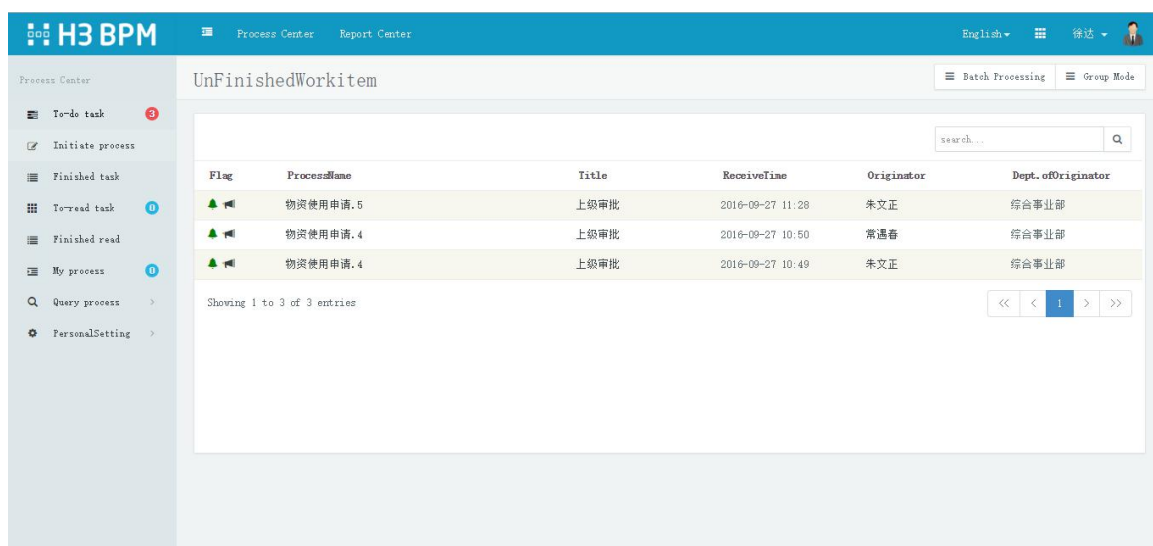 H3 BPM Process Center Report Center English 徐达
Process Center
UnFinishedWorkitem
Batch Processing Group Mode
To-do task 3
Initiate process
Finished task
To-read task 0
Finished read
My process 0
Query process >
PersonalSetting >
search....
Flag ProcessName Title ReceiveTime Originator Dept.ofOriginator
物资使用申请.5 上级审批 2016-09-27 11:28 朱文正 综合事业部
物资使用申请.4 上级审批 2016-09-27 10:50 常遇春 综合事业部
物资使用申请.4 上级审批 2016-09-27 10:49 朱文正 综合事业部
Showing 1 to 3 of 3 entries << < 1 > >>